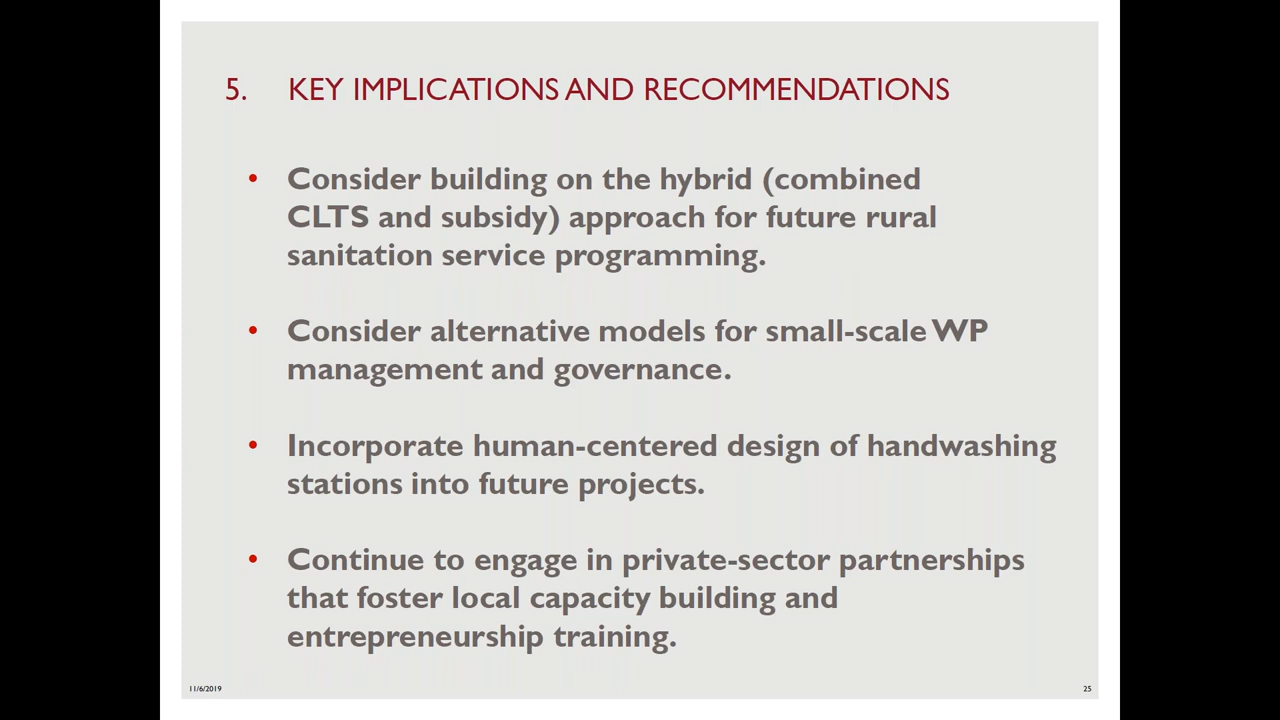 5. KEY IMPLICATIONS AND RECOMMENDATIONS
• Consider building on the hybrid (combined
CLTS and subsidy) approach for future rural
sanitation service programming.
• Consider alternative models for small-scale WP
management and governance.
• Incorporate human-centered design of handwashing
stations into future projects.
• Continue to engage in private-sector partnerships
that foster local capacity building and
entrepreneurship training.
11/6/2019
25